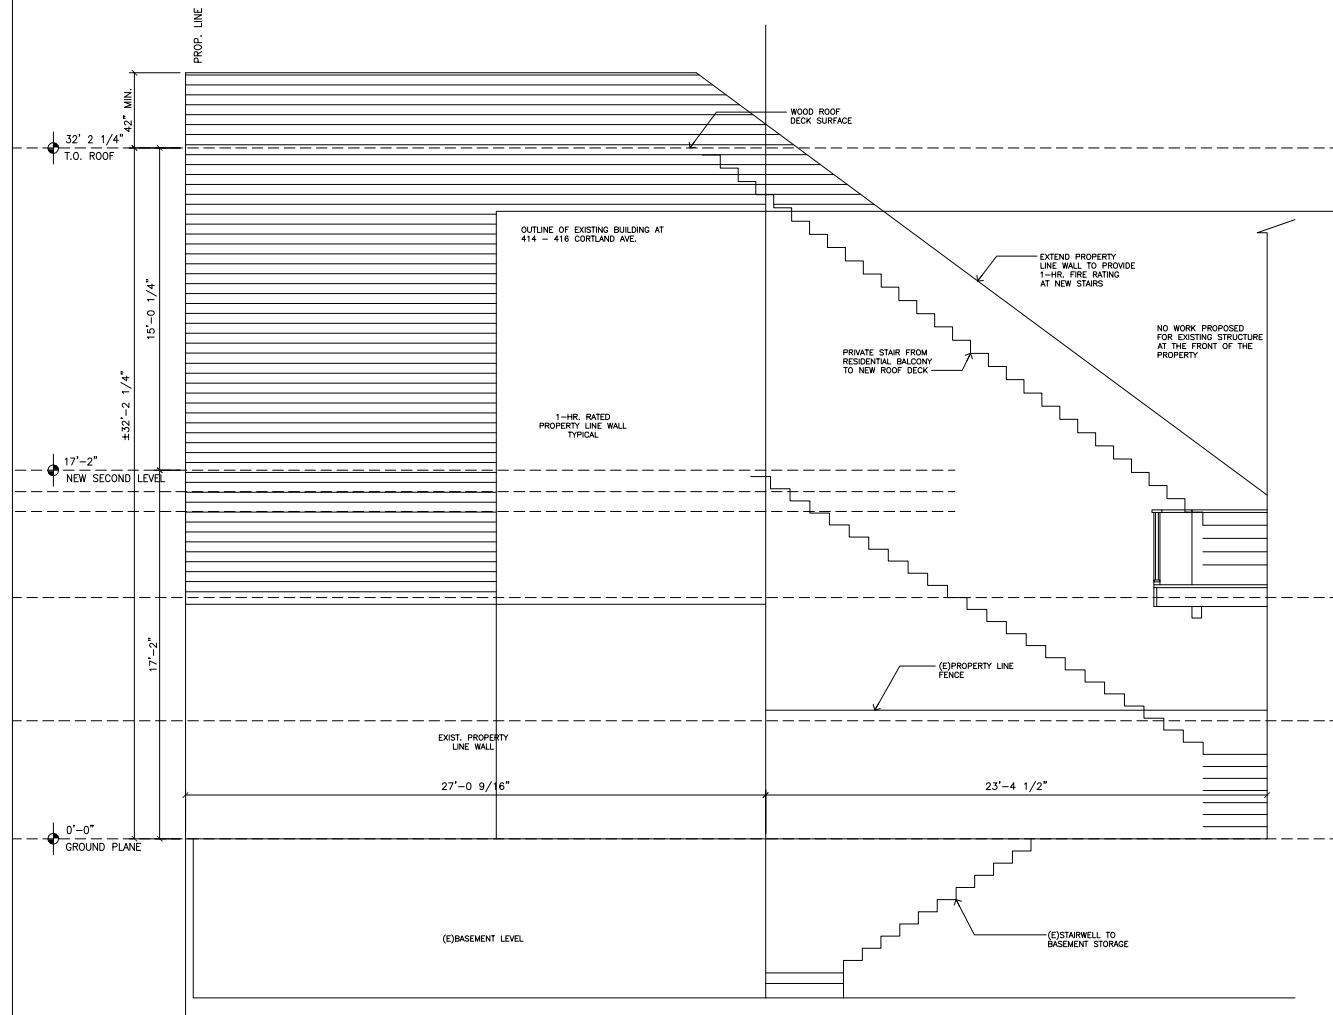 PROP. LINE
42" MIN.
32' 2 1/4"
T.O. ROOF
WOOD ROOF
DECK SURFACE
OUTLINE OF EXISTING BUILDING AT
414 - 416 CORTLAND AVE.
EXTEND PROPERTY
LINE WALL TO PROVIDE
1-HR. FIRE RATING
AT NEW STAIRS
15'-0 1/4"
NO WORK PROPOSED
FOR EXISTING STRUCTURE
AT THE FRONT OF THE
PROPERTY
PRIVATE STAIR FROM
RESIDENTIAL BALCONY
TO NEW ROOF DECK
±32'-2 1/4"
1-HR. RATED
PROPERTY LINE WALL
TYPICAL
17'-2"
NEW SECOND LEVEL
17'-2"
(E)PROPERTY LINE
FENCE
EXIST. PROPERTY
LINE WALL
27'-0 9/16"
23'-4 1/2"
0'-0"
GROUND PLANE
(E)BASEMENT LEVEL
(E)STAIRWELL TO
BASEMENT STORAGE